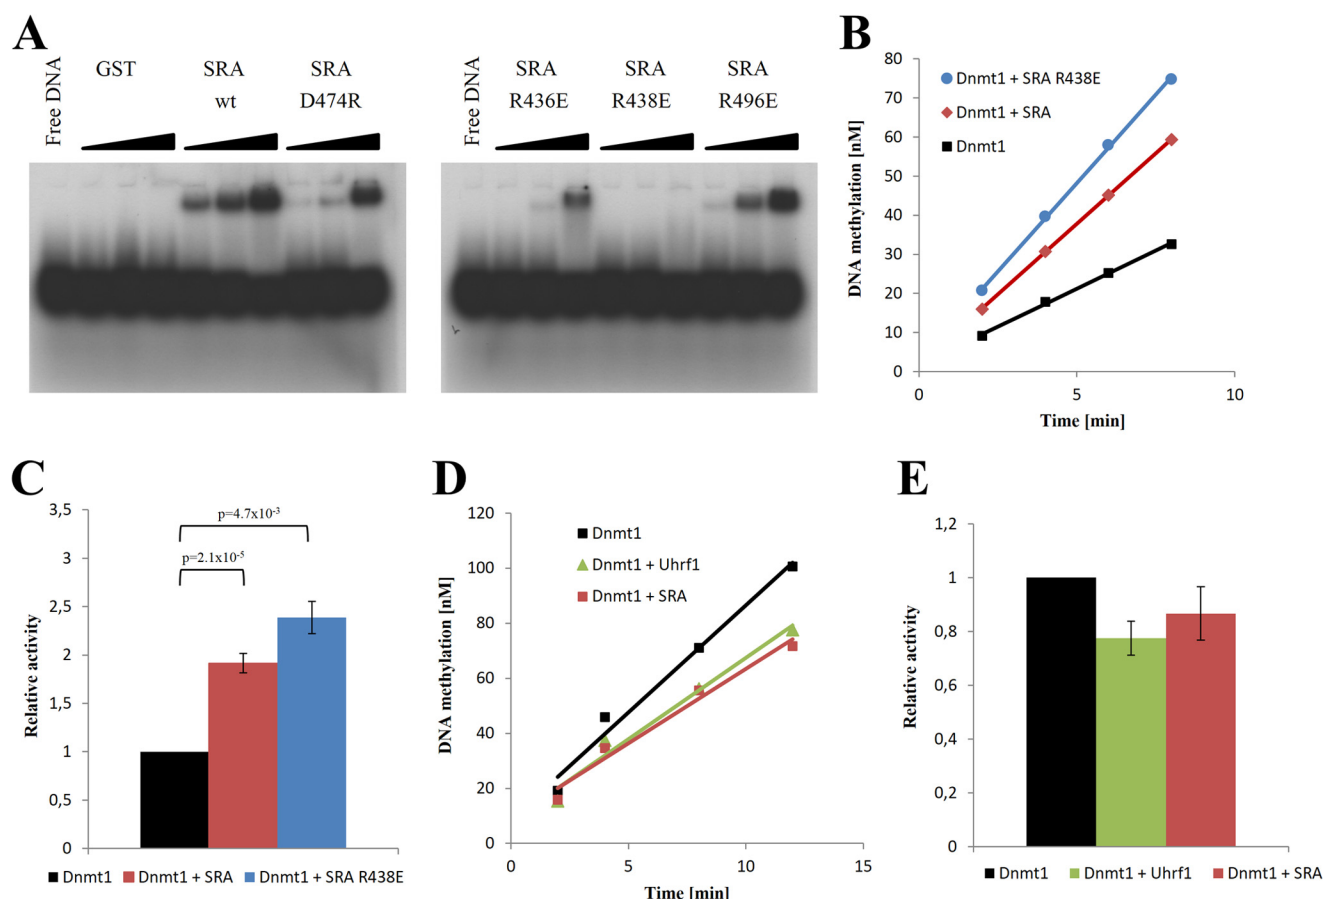 A
Free DNA
GST
SRA
wt
SRA
D474R
Free DNA
SRA
R436E
SRA
R438E
SRA
R496E
B
DNA methylation [nM]
80
70
60
50
40
30
20
10
0
Dnmt1 + SRA R438E
Dnmt1 + SRA
Dnmt1
0
5
10
Time [min]
C
Relative activity
3,5
3
2,5
2
1,5
1
0,5
0
p=4.7x10-3
p=2.1x10-5
Dnmt1
Dnmt1 + SRA
Dnmt1 + SRA R438E
D
DNA methylation [nM]
120
100
80
60
40
20
0
Dnmt1
Dnmt1 + Uhrf1
Dnmt1 + SRA
0
5
10
15
Time [min]
E
Relative activity
1,2
1
0,8
0,6
0,4
0,2
0
Dnmt1
Dnmt1 + Uhrf1
Dnmt1 + SRA